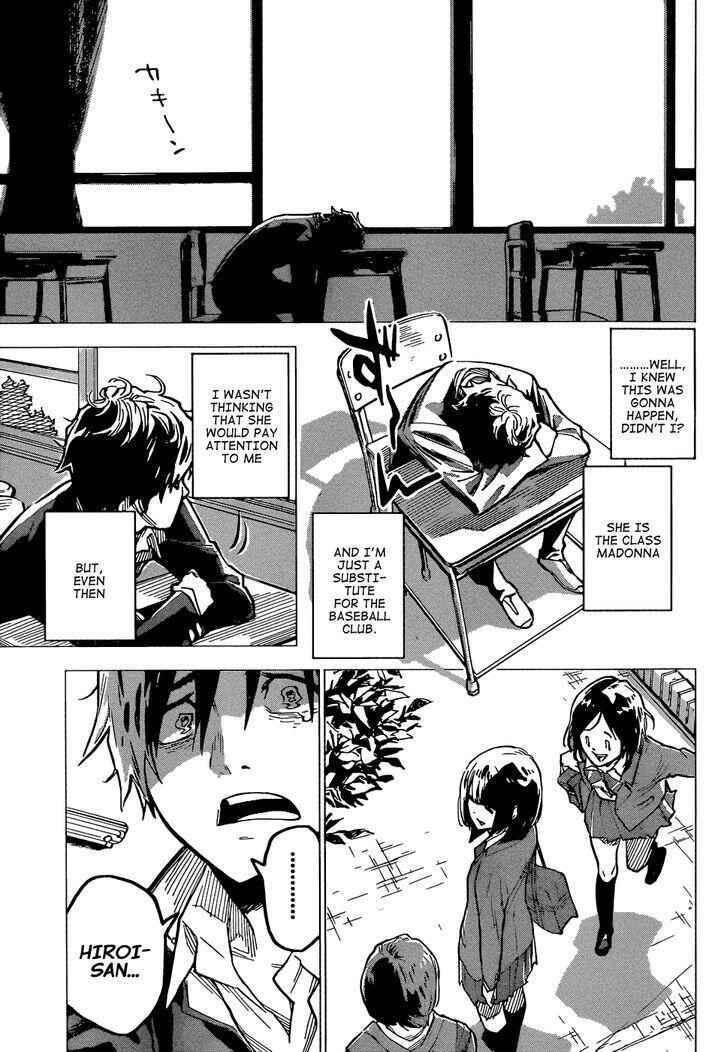 ヤキーン
………WELL,
I KNEW
THIS WAS
GONNA
HAPPEN,
DIDN'T I?
SHE IS
THE CLASS
MADONNA
AND I'M
JUST A
SUBSTI-
TUTE
FOR THE
BASEBALL
CLUB.
I WASN'T
THINKING
THAT SHE
WOULD PAY
ATTENTION
TO ME
BUT,
EVEN
THEN
.........
HIROI-
SAN...